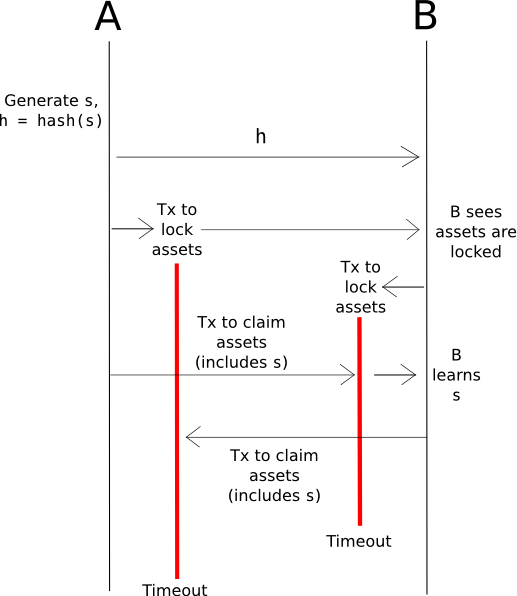 A
B
Generate s,
h = hash(s)
h
Tx to
lock
assets
B sees
assets are
locked
Tx to
lock
assets
Tx to claim
assets
(includes s)
B
learns
s
Tx to claim
assets
(includes s)
Timeout
Timeout